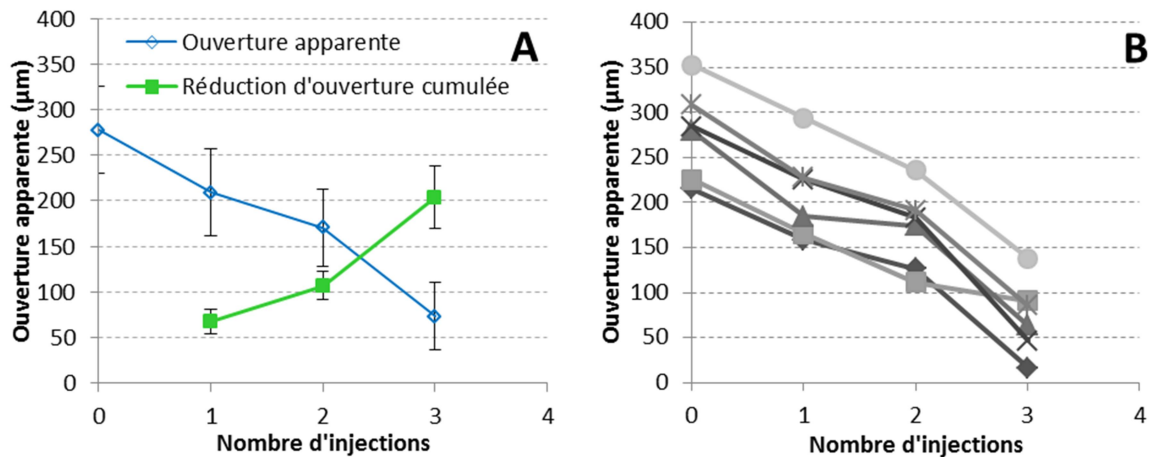 400
350
300
250
200
150
100
50
0
Ouverture apparente (µm)
Ouverture apparente
Réduction d'ouverture cumulée
A
0 1 2 3 4
Nombre d'injections
400
350
300
250
200
150
100
50
0
Ouverture apparente (µm)
B
0 1 2 3 4
Nombre d'injections